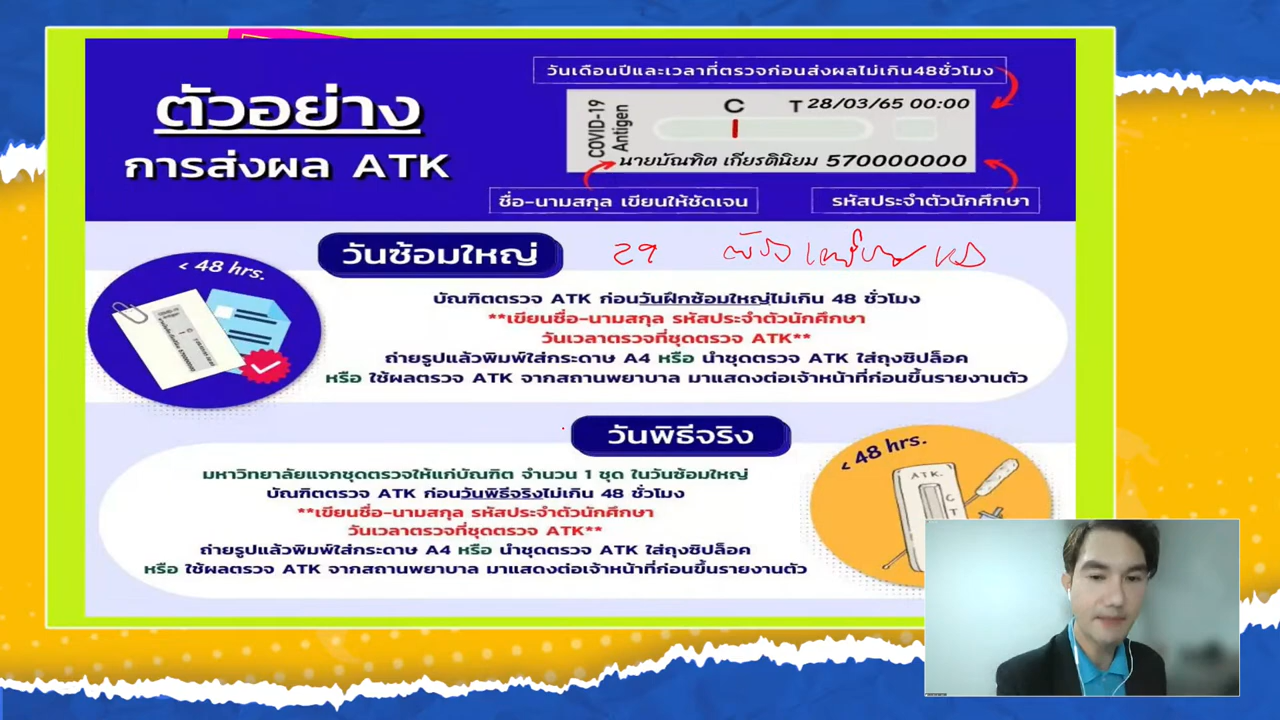 ตัวอย่าง
การส่งผล ATK
วันเดือนปีและเวลาที่ตรวจก่อนส่งผลไม่เกิน48ชั่วโมง
COVID-19
Antigen
C T 28/03/65 00:00
นายบัณฑิต เกียรตินิยม 570000000
ชื่อ-นามสกุล เขียนให้ชัดเจน
รหัสประจำตัวนักศึกษา
วันซ้อมใหญ่
29
< 48 hrs.
บัณฑิตตรวจ ATK ก่อนวันฝึกซ้อมใหญ่ไม่เกิน 48 ชั่วโมง
**เขียนชื่อ-นามสกุล รหัสประจำตัวนักศึกษา
วันเวลาตรวจที่ชุดตรวจ ATK**
ถ่ายรูปแล้วพิมพ์ใส่กระดาษ A4 หรือ นำชุดตรวจ ATK ใส่ถุงซิปล็อค
หรือ ใช้ผลตรวจ ATK จากสถานพยาบาล มาแสดงต่อเจ้าหน้าที่ก่อนขึ้นรายงานตัว
วันพิธีจริง
มหาวิทยาลัยแจกชุดตรวจให้แก่บัณฑิต จำนวน 1 ชุด ในวันซ้อมใหญ่
บัณฑิตตรวจ ATK ก่อนวันพิธีจริงไม่เกิน 48 ชั่วโมง
**เขียนชื่อ-นามสกุล รหัสประจำตัวนักศึกษา
วันเวลาตรวจที่ชุดตรวจ ATK**
ถ่ายรูปแล้วพิมพ์ใส่กระดาษ A4 หรือ นำชุดตรวจ ATK ใส่ถุงซิปล็อค
หรือ ใช้ผลตรวจ ATK จากสถานพยาบาล มาแสดงต่อเจ้าหน้าที่ก่อนขึ้นรายงานตัว
< 48 hrs.
ATK.
C
T